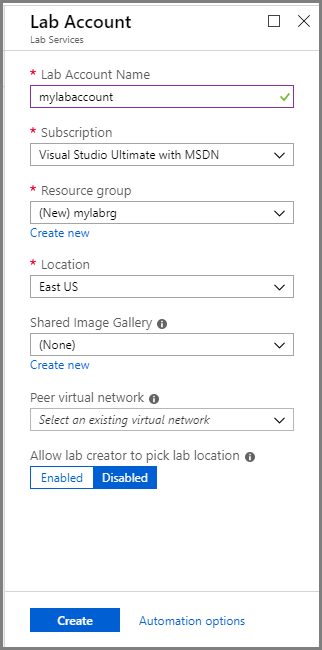 Lab Account
Lab Services
* Lab Account Name
mylabaccount
* Subscription
Visual Studio Ultimate with MSDN
* Resource group
(New) mylabrg
Create new
* Location
East US
Shared Image Gallery
(None)
Create new
Peer virtual network
Select an existing virtual network
Allow lab creator to pick lab location
Enabled Disabled
Create Automation options